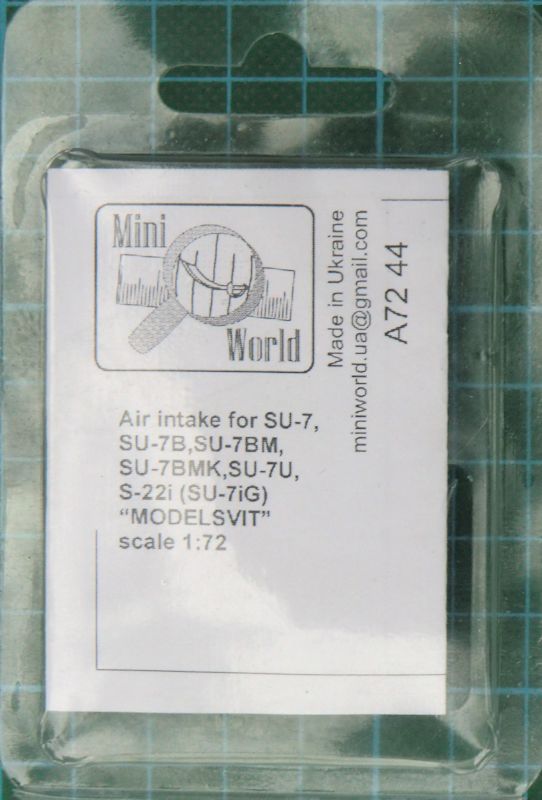 Mini
World
Made in Ukraine
miniworld.ua@gmail.com
A72 44
Air intake for SU-7,
SU-7B,SU-7BM,
SU-7BMK,SU-7U,
S-22i (SU-7iG)
“MODELSVIT”
scale 1:72